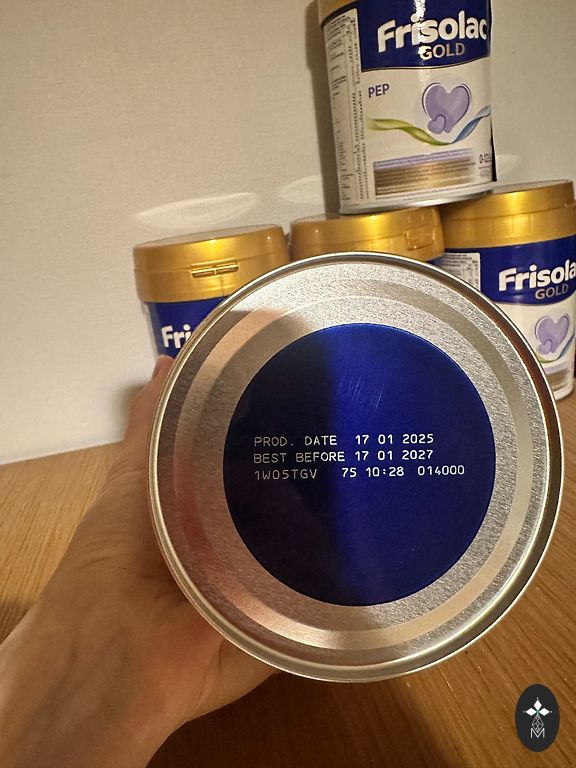 Frisolac
GOLD
PEP
Fri
Frisola
GOLD
PROD. DATE 17 01 2025
BEST BEFORE 17 01 2027
1W05TGV 75 10:28 014000
M